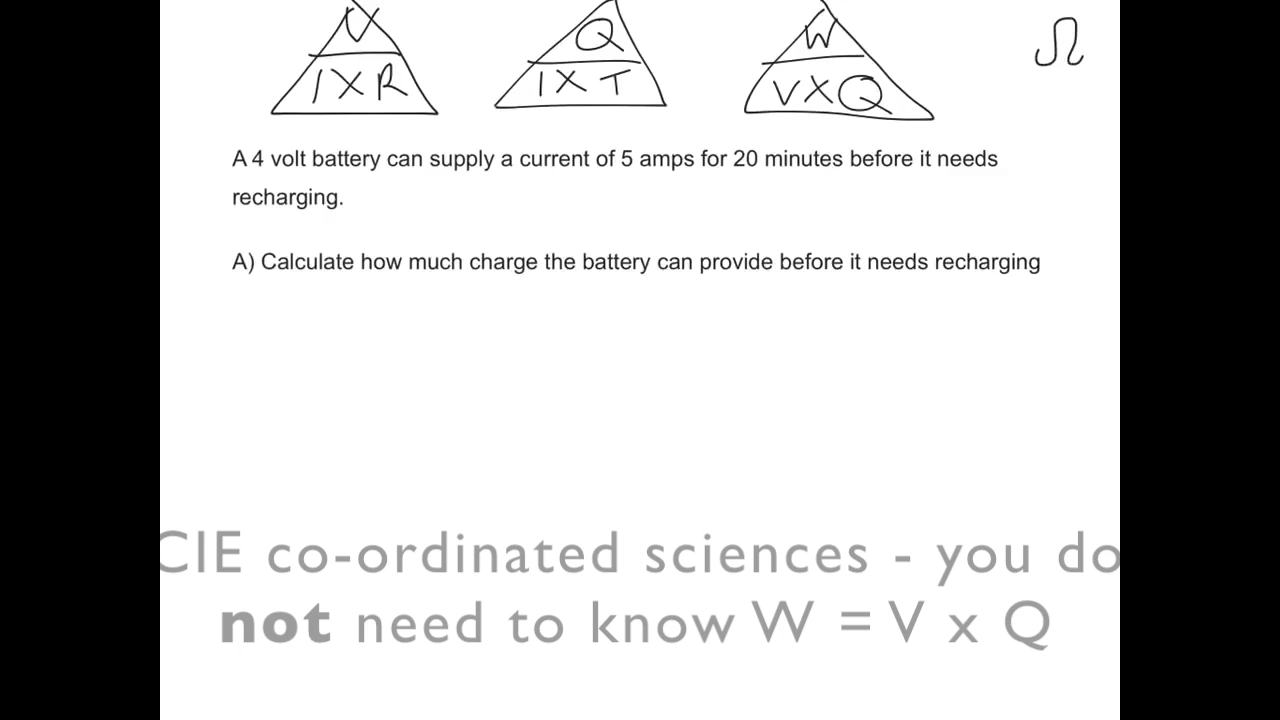 V
I X R
Q
I X T
W
V X Q
Ω
A 4 volt battery can supply a current of 5 amps for 20 minutes before it needs
recharging.
A) Calculate how much charge the battery can provide before it needs recharging
CIE co-ordinated sciences - you do
not need to know W = V x Q